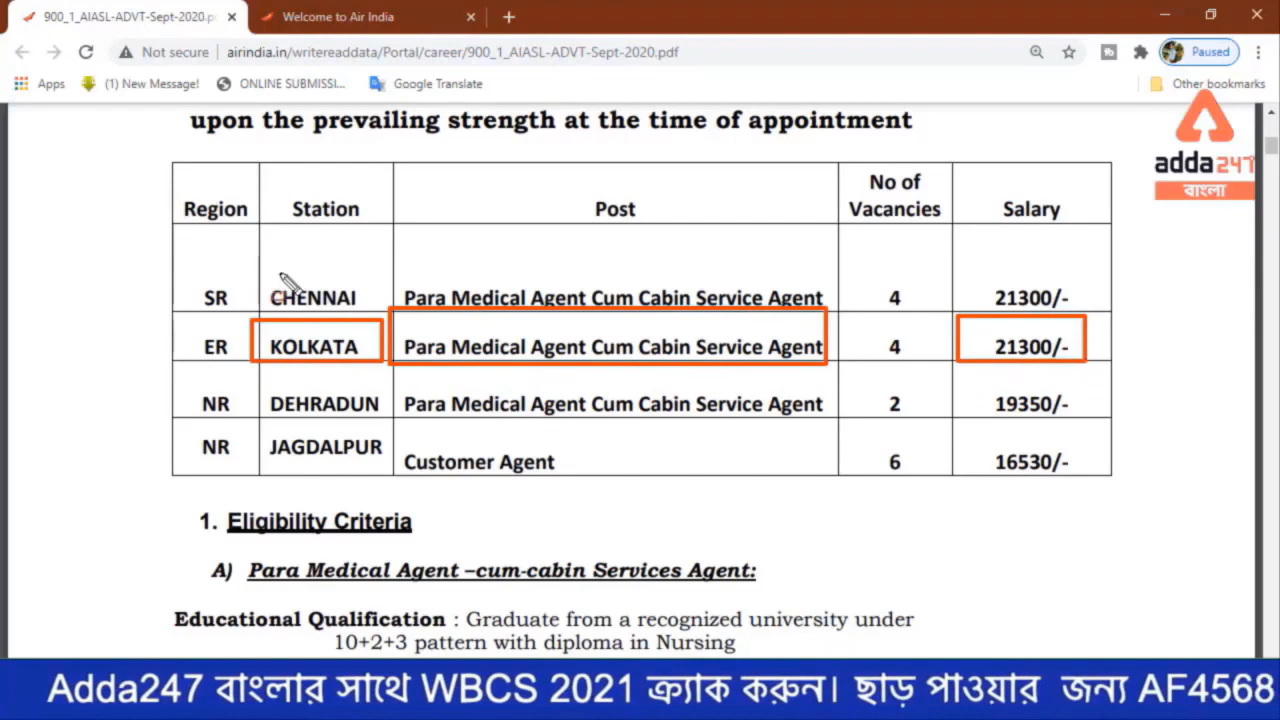 900_1_AIASL-ADVT-Sept-2020.p
Welcome to Air India
Not secure
airindia.in/writereaddata/Portal/career/900_1_AIASL-ADVT-Sept-2020.pdf
Paused
Apps
(1) New Message!
ONLINE SUBMISSI...
Google Translate
Other bookmarks
upon the prevailing strength at the time of appointment
adda247
বাংলা
Region Station Post No of Vacancies Salary
SR CHENNAI Para Medical Agent Cum Cabin Service Agent 4 21300/-
ER KOLKATA Para Medical Agent Cum Cabin Service Agent 4 21300/-
NR DEHRADUN Para Medical Agent Cum Cabin Service Agent 2 19350/-
NR JAGDALPUR Customer Agent 6 16530/-
1. Eligibility Criteria
A) Para Medical Agent –cum-cabin Services Agent:
Educational Qualification : Graduate from a recognized university under
10+2+3 pattern with diploma in Nursing
Adda247 বাংলার সাথে WBCS 2021 ক্র্যাক করুন। ছাড় পাওয়ার জন্য AF4568